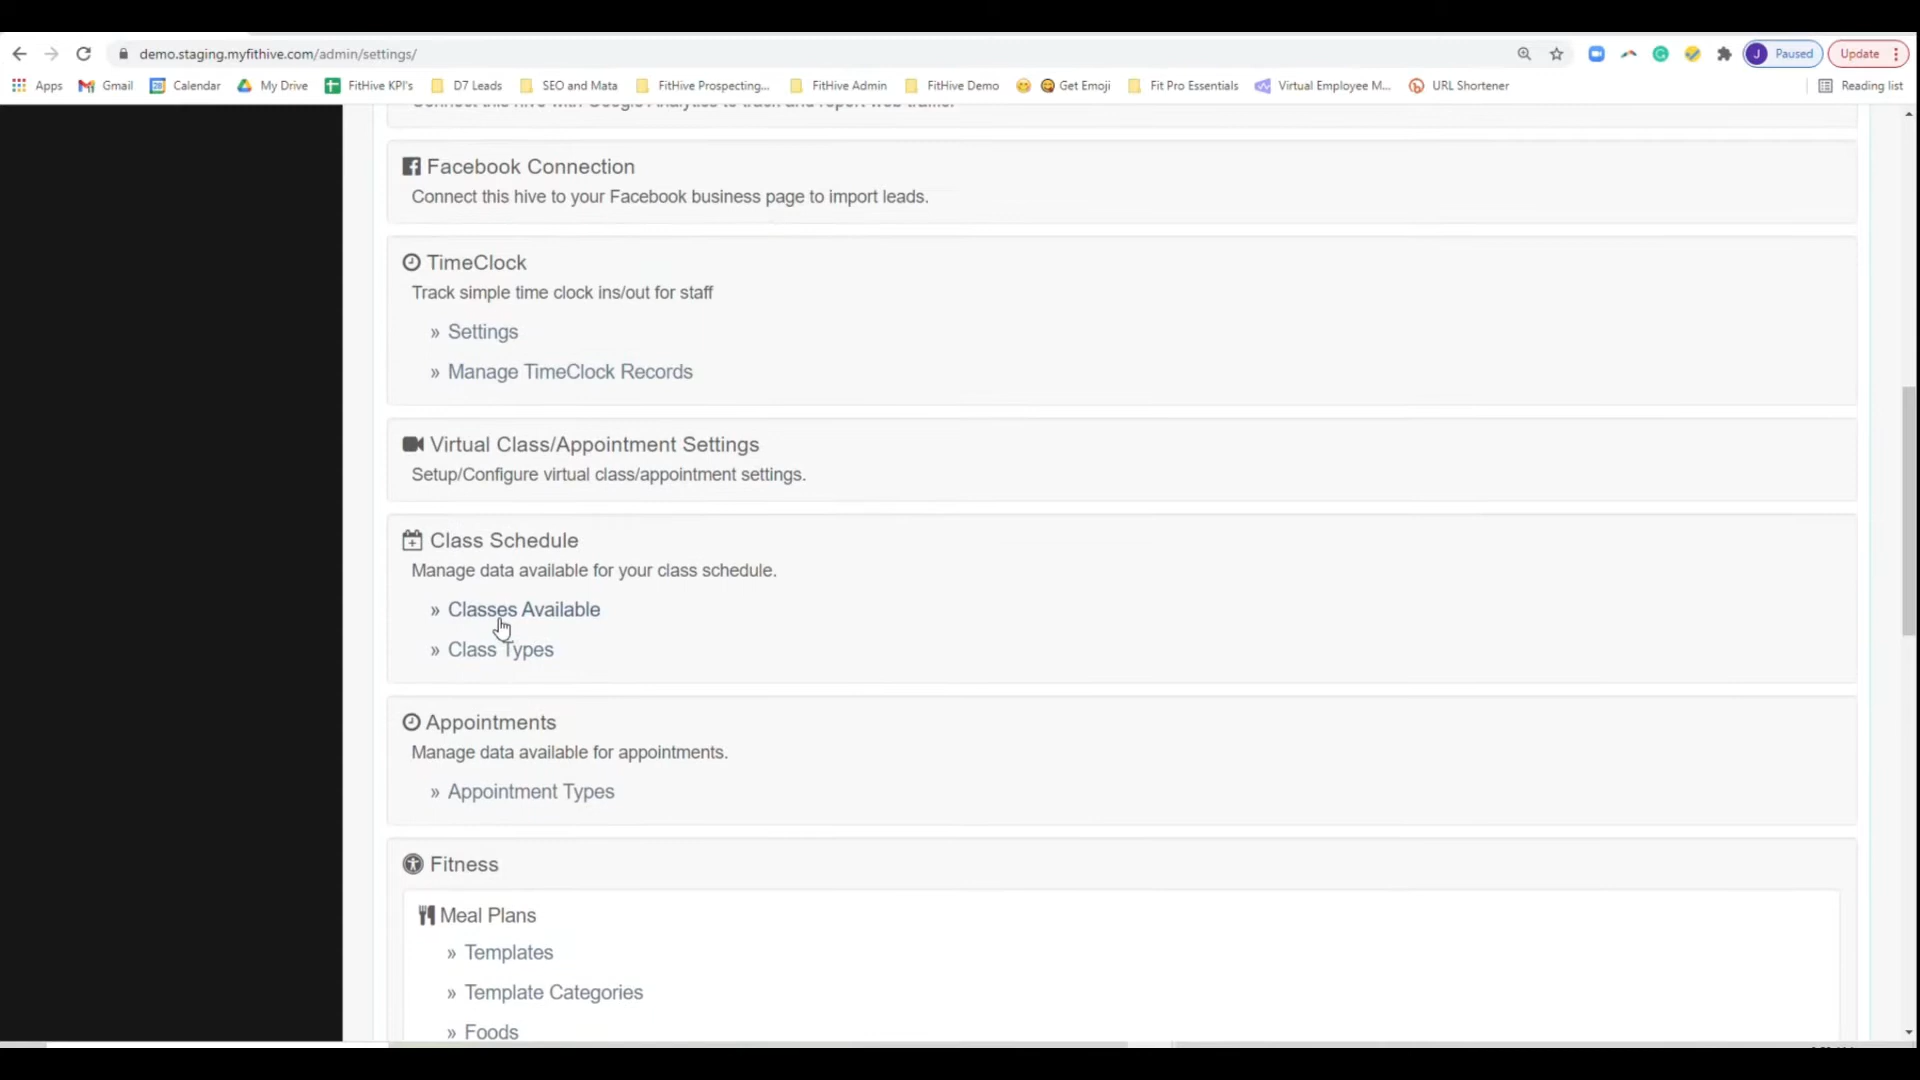 demo.staging.myfithive.com/admin/settings/
J Paused Update
Apps Gmail Calendar My Drive FitHive KPI's D7 Leads SEO and Mata FitHive Prospecting... FitHive Admin FitHive Demo Get Emoji Fit Pro Essentials Virtual Employee M... URL Shortener Reading list
Connect this hive with Google Analytics to track and report web traffic.
Facebook Connection
Connect this hive to your Facebook business page to import leads.
TimeClock
Track simple time clock ins/out for staff
» Settings
» Manage TimeClock Records
Virtual Class/Appointment Settings
Setup/Configure virtual class/appointment settings.
Class Schedule
Manage data available for your class schedule.
» Classes Available
» Class Types
Appointments
Manage data available for appointments.
» Appointment Types
Fitness
Meal Plans
» Templates
» Template Categories
» Foods